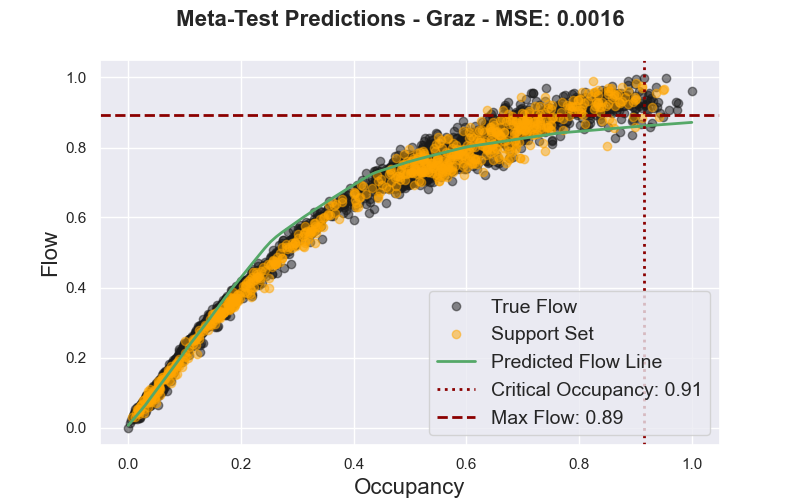 Meta-Test Predictions - Graz - MSE: 0.0016
Flow
1.0
0.8
0.6
0.4
0.2
0.0
0.0 0.2 0.4 0.6 0.8 1.0
Occupancy
True Flow
Support Set
Predicted Flow Line
Critical Occupancy: 0.91
Max Flow: 0.89